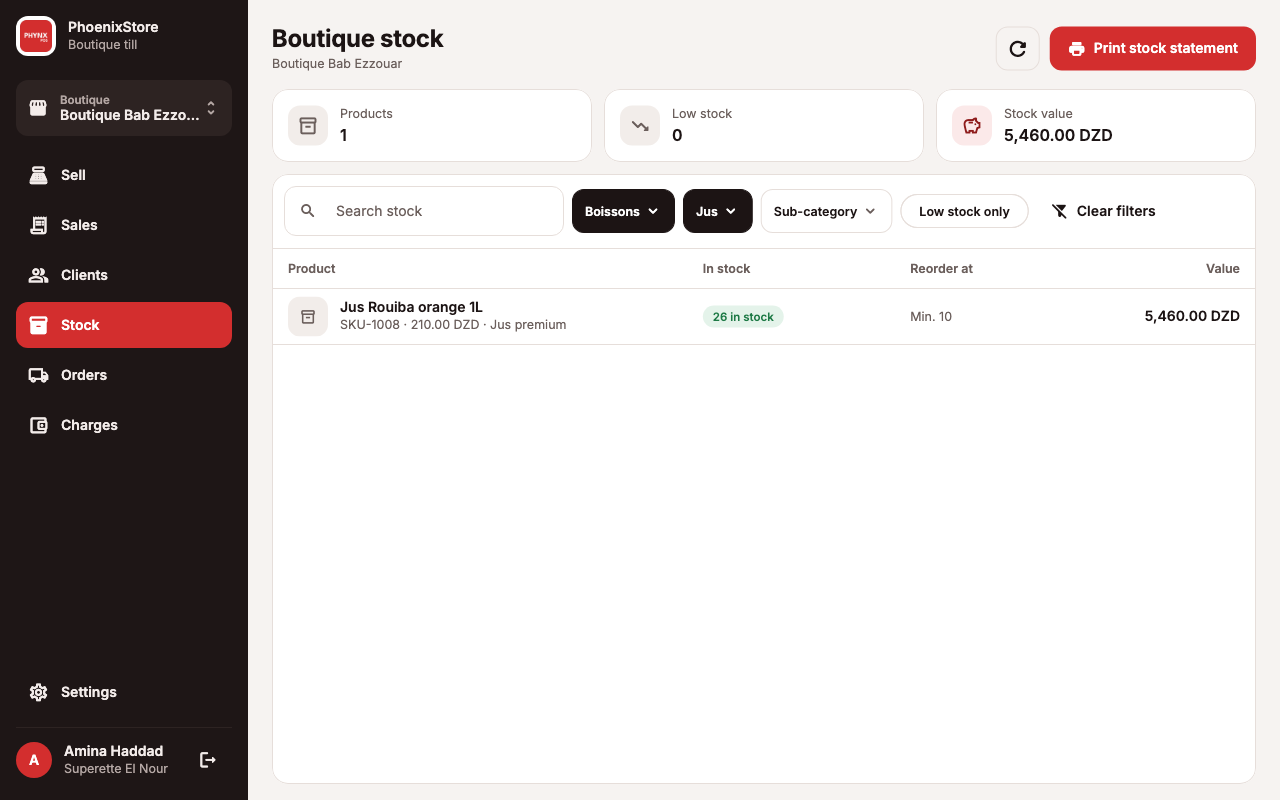 PHYNX
POS
PhoenixStore
Boutique till
Boutique
Boutique Bab Ezzo...
Sell
Sales
Clients
Stock
Orders
Charges
Settings
A
Amina Haddad
Superette El Nour
Boutique stock
Boutique Bab Ezzouar
Print stock statement
Products
1
Low stock
0
Stock value
5,460.00 DZD
Search stock
Boissons
Jus
Sub-category
Low stock only
Clear filters
Product In stock Reorder at Value
Jus Rouiba orange 1L
SKU-1008 · 210.00 DZD · Jus premium
26 in stock
Min. 10
5,460.00 DZD